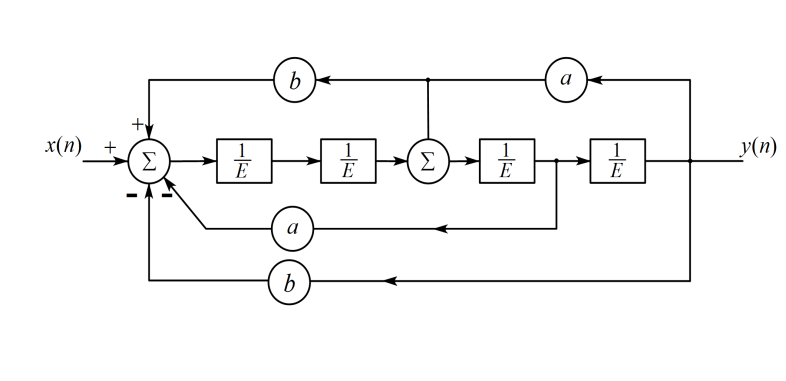 b
a
+
x(n) + Σ 1/E 1/E Σ 1/E 1/E y(n)
- -
a
b